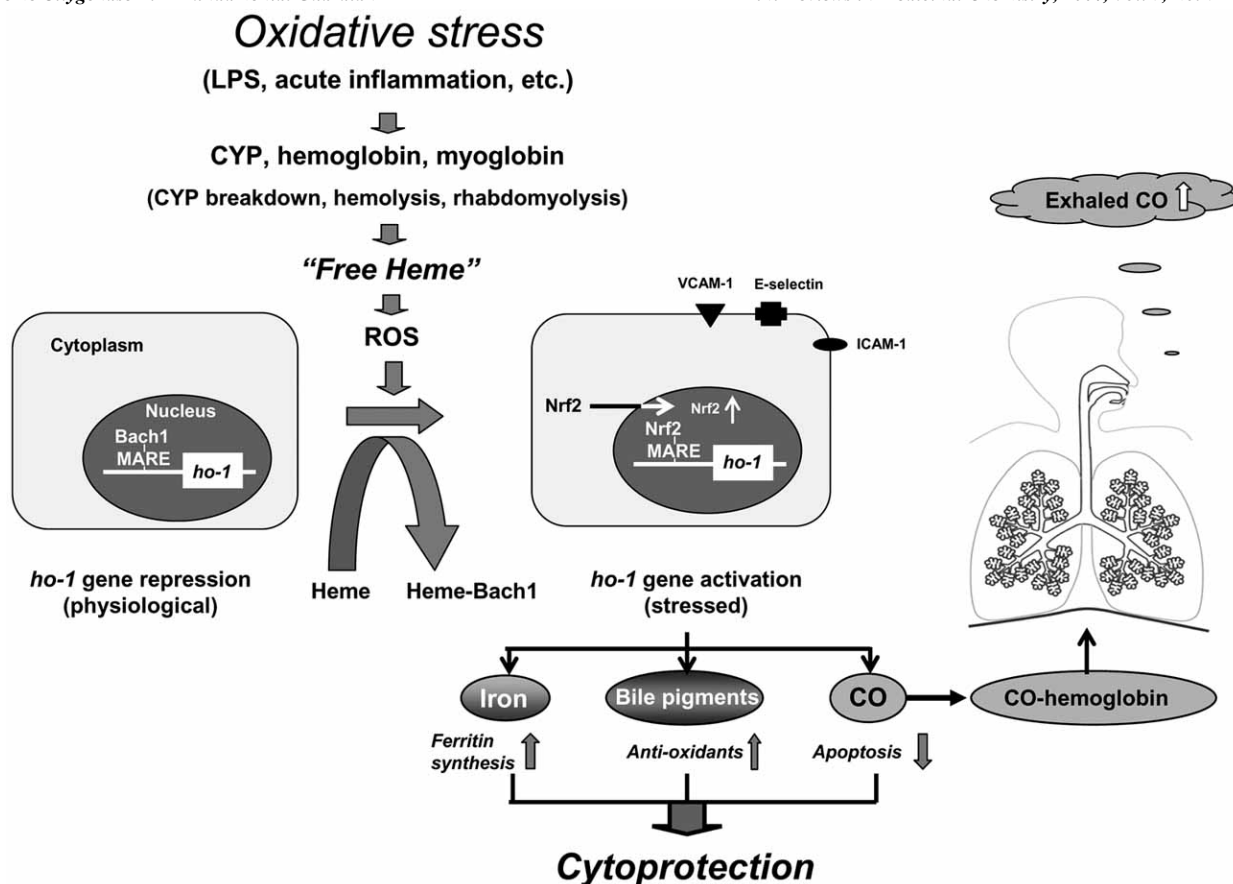 Oxidative stress
(LPS, acute inflammation, etc.)
CYP, hemoglobin, myoglobin
(CYP breakdown, hemolysis, rhabdomyolysis)
“Free Heme”
ROS
Exhaled CO
VCAM-1
E-selectin
ICAM-1
Cytoplasm
Nucleus
Bach1
MARE
ho-1
Nrf2
Nrf2
Nrf2
MARE
ho-1
ho-1 gene repression
(physiological)
Heme
Heme-Bach1
ho-1 gene activation
(stressed)
Iron
Bile pigments
CO
CO-hemoglobin
Ferritin
synthesis
Anti-oxidants
Apoptosis
Cytoprotection